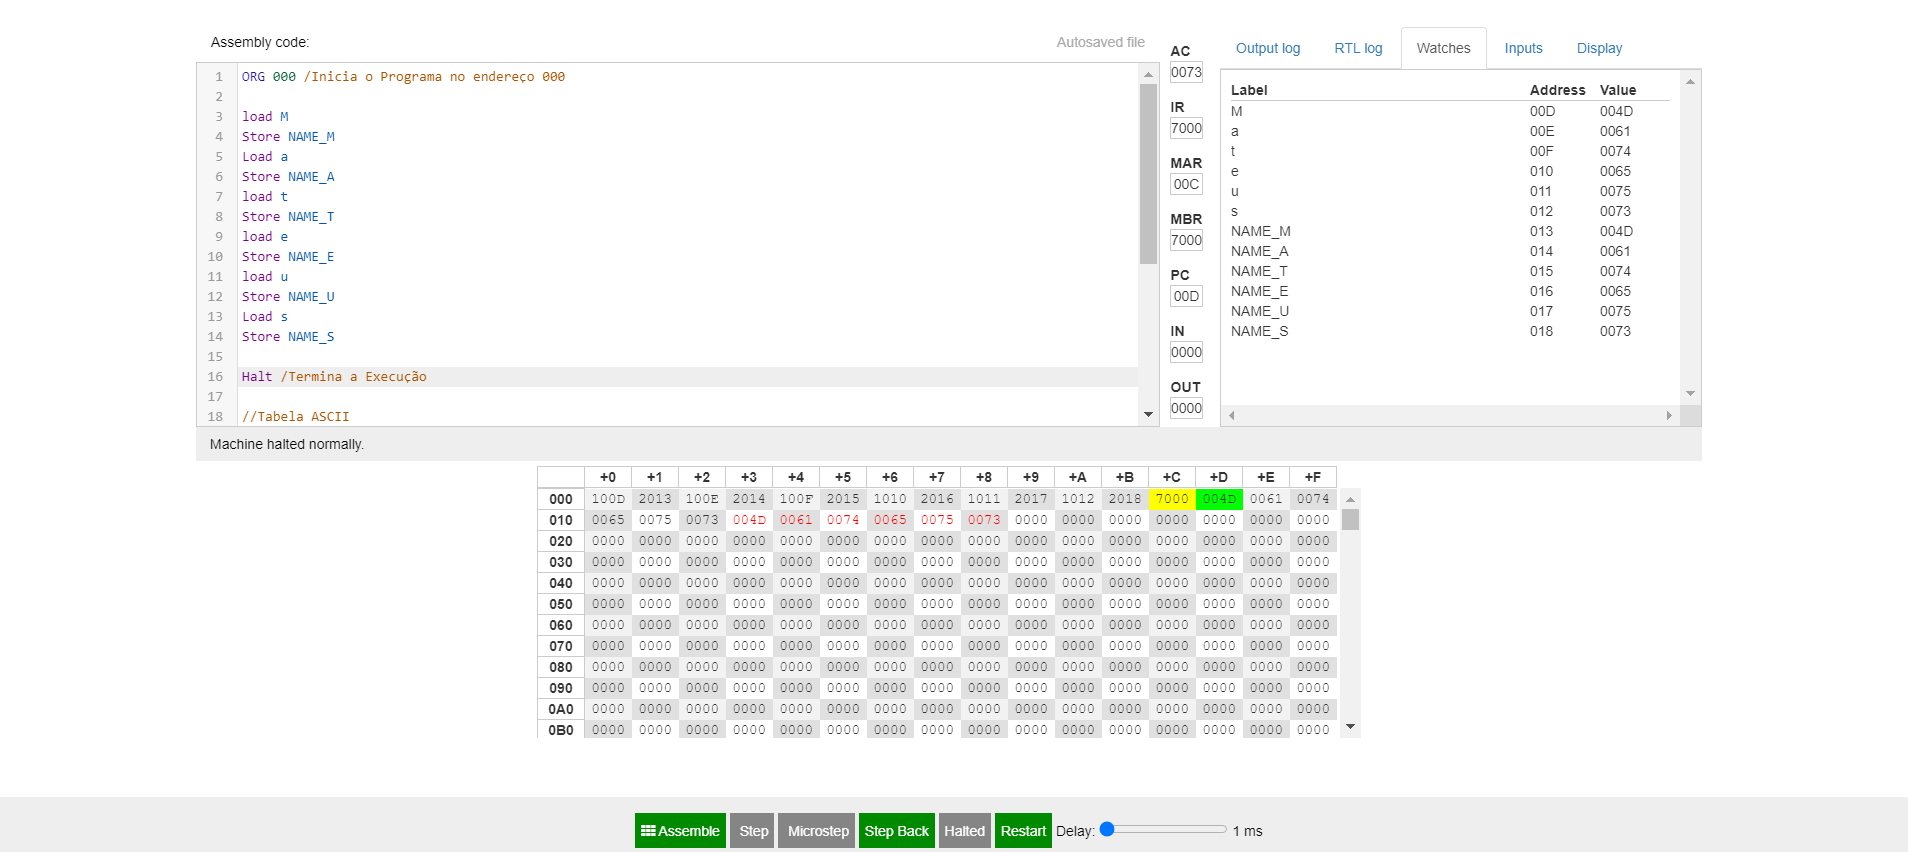 Assembly code:
Autosaved file
1 ORG 000 /Inicia o Programa no endereço 000
2
3 load M
4 Store NAME_M
5 Load a
6 Store NAME_A
7 load t
8 Store NAME_T
9 load e
10 Store NAME_E
11 load u
12 Store NAME_U
13 Load s
14 Store NAME_S
15
16 Halt /Termina a Execução
17
18 //Tabela ASCII
Machine halted normally.
AC
0073
IR
7000
MAR
00C
MBR
7000
PC
00D
IN
0000
OUT
0000
Output log RTL log Watches Inputs Display
Label Address Value
M 00D 004D
a 00E 0061
t 00F 0074
e 010 0065
u 011 0075
s 012 0073
NAME_M 013 004D
NAME_A 014 0061
NAME_T 015 0074
NAME_E 016 0065
NAME_U 017 0075
NAME_S 018 0073
+0 +1 +2 +3 +4 +5 +6 +7 +8 +9 +A +B +C +D +E +F
000 100D 2013 100E 2014 100F 2015 1010 2016 1011 2017 1012 2018 7000 004D 0061 0074
010 0065 0075 0073 004D 0061 0074 0065 0075 0073 0000 0000 0000 0000 0000 0000 0000
020 0000 0000 0000 0000 0000 0000 0000 0000 0000 0000 0000 0000 0000 0000 0000 0000
030 0000 0000 0000 0000 0000 0000 0000 0000 0000 0000 0000 0000 0000 0000 0000 0000
040 0000 0000 0000 0000 0000 0000 0000 0000 0000 0000 0000 0000 0000 0000 0000 0000
050 0000 0000 0000 0000 0000 0000 0000 0000 0000 0000 0000 0000 0000 0000 0000 0000
060 0000 0000 0000 0000 0000 0000 0000 0000 0000 0000 0000 0000 0000 0000 0000 0000
070 0000 0000 0000 0000 0000 0000 0000 0000 0000 0000 0000 0000 0000 0000 0000 0000
080 0000 0000 0000 0000 0000 0000 0000 0000 0000 0000 0000 0000 0000 0000 0000 0000
090 0000 0000 0000 0000 0000 0000 0000 0000 0000 0000 0000 0000 0000 0000 0000 0000
0A0 0000 0000 0000 0000 0000 0000 0000 0000 0000 0000 0000 0000 0000 0000 0000 0000
0B0 0000 0000 0000 0000 0000 0000 0000 0000 0000 0000 0000 0000 0000 0000 0000 0000
Assemble Step Microstep Step Back Halted Restart Delay: 1 ms